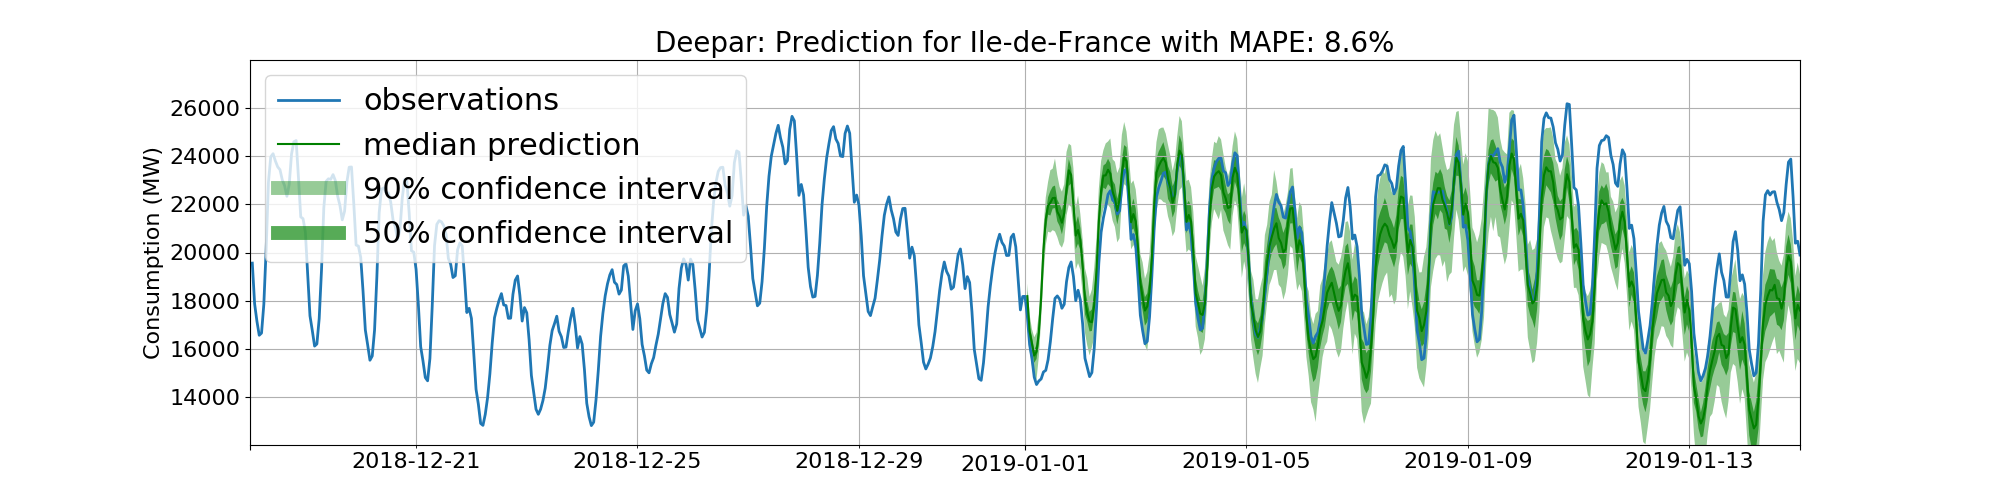 Deepar: Prediction for Ile-de-France with MAPE: 8.6%
observations
median prediction
90% confidence interval
50% confidence interval
Consumption (MW)
26000
24000
22000
20000
18000
16000
14000
2018-12-21
2018-12-25
2018-12-29
2019-01-01
2019-01-05
2019-01-09
2019-01-13